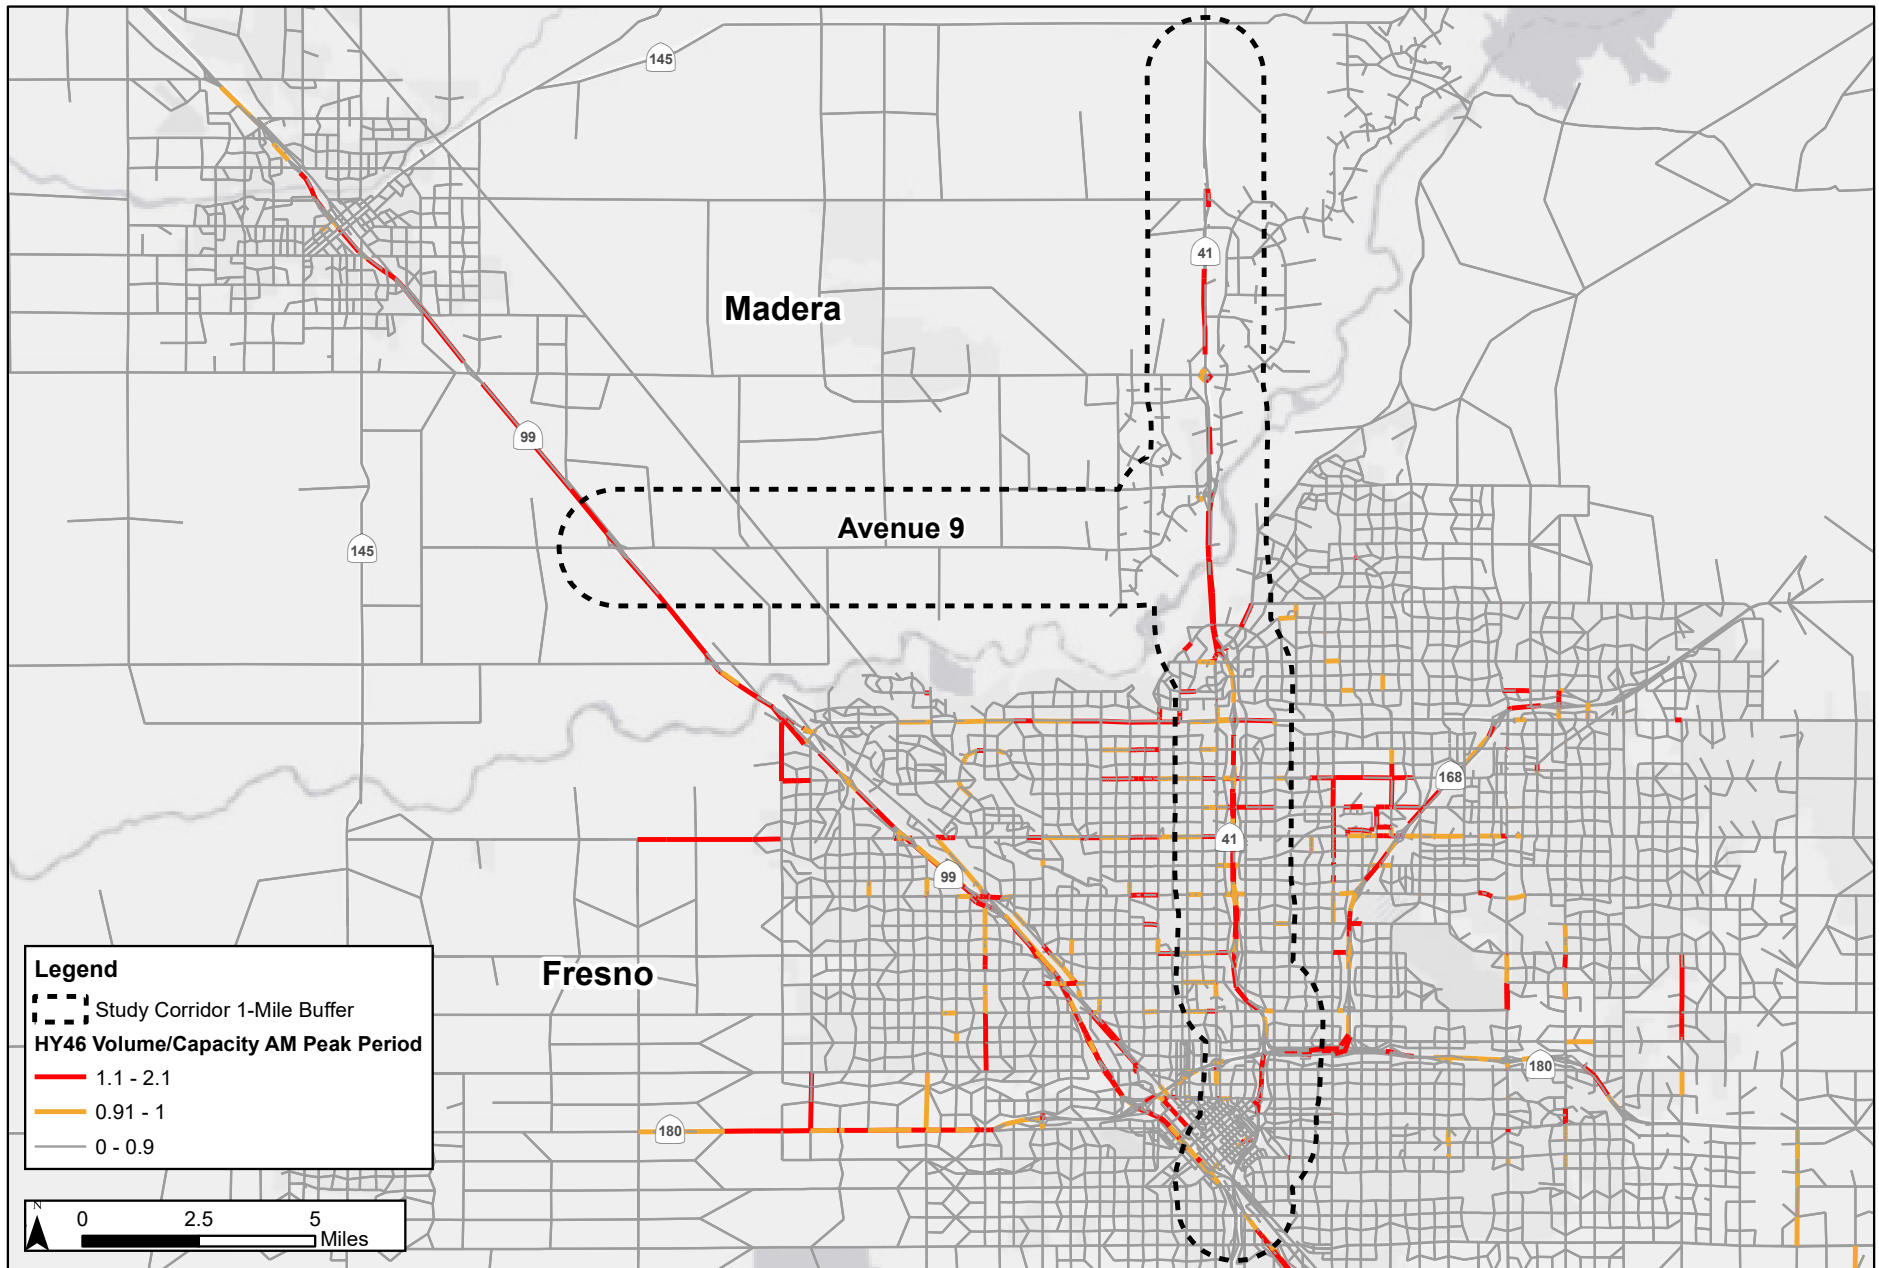 145
41
Madera
99
Avenue 9
145
168
41
99
Fresno
180
180
Legend
Study Corridor 1-Mile Buffer
HY46 Volume/Capacity AM Peak Period
1.1 - 2.1
0.91 - 1
0 - 0.9
N
0 2.5 5
Miles